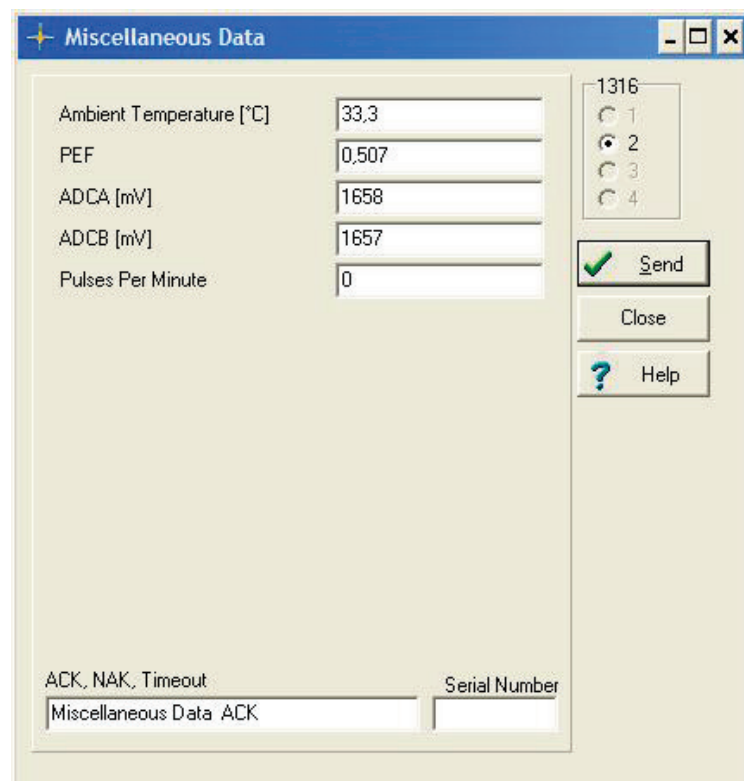 Miscellaneous Data
Ambient Temperature [°C] 33,3
PEF 0,507
ADCA [mV] 1658
ADCB [mV] 1657
Pulses Per Minute 0
1316
1
2
3
4
Send
Close
? Help
ACK, NAK, Timeout Serial Number
Miscellaneous Data ACK